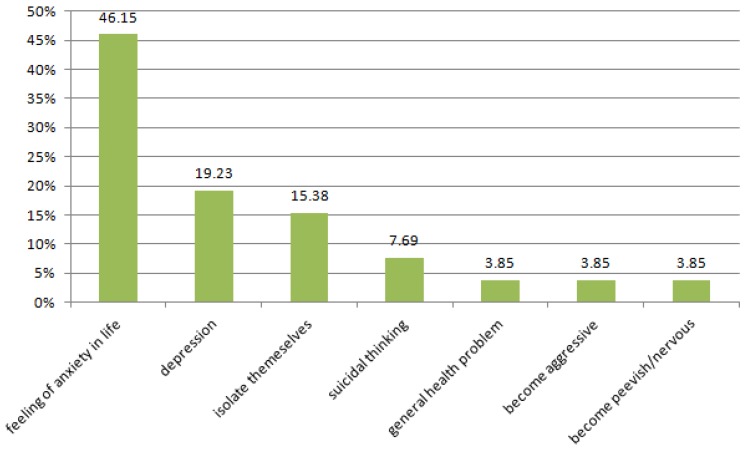 50%
45%
40%
35%
30%
25%
20%
15%
10%
5%
0%
46.15
19.23
15.38
7.69
3.85
3.85
3.85
feeling of anxiety in life
depression
isolate themeselves
suicidal thinking
general health problem
become aggressive
become peevish/nervous